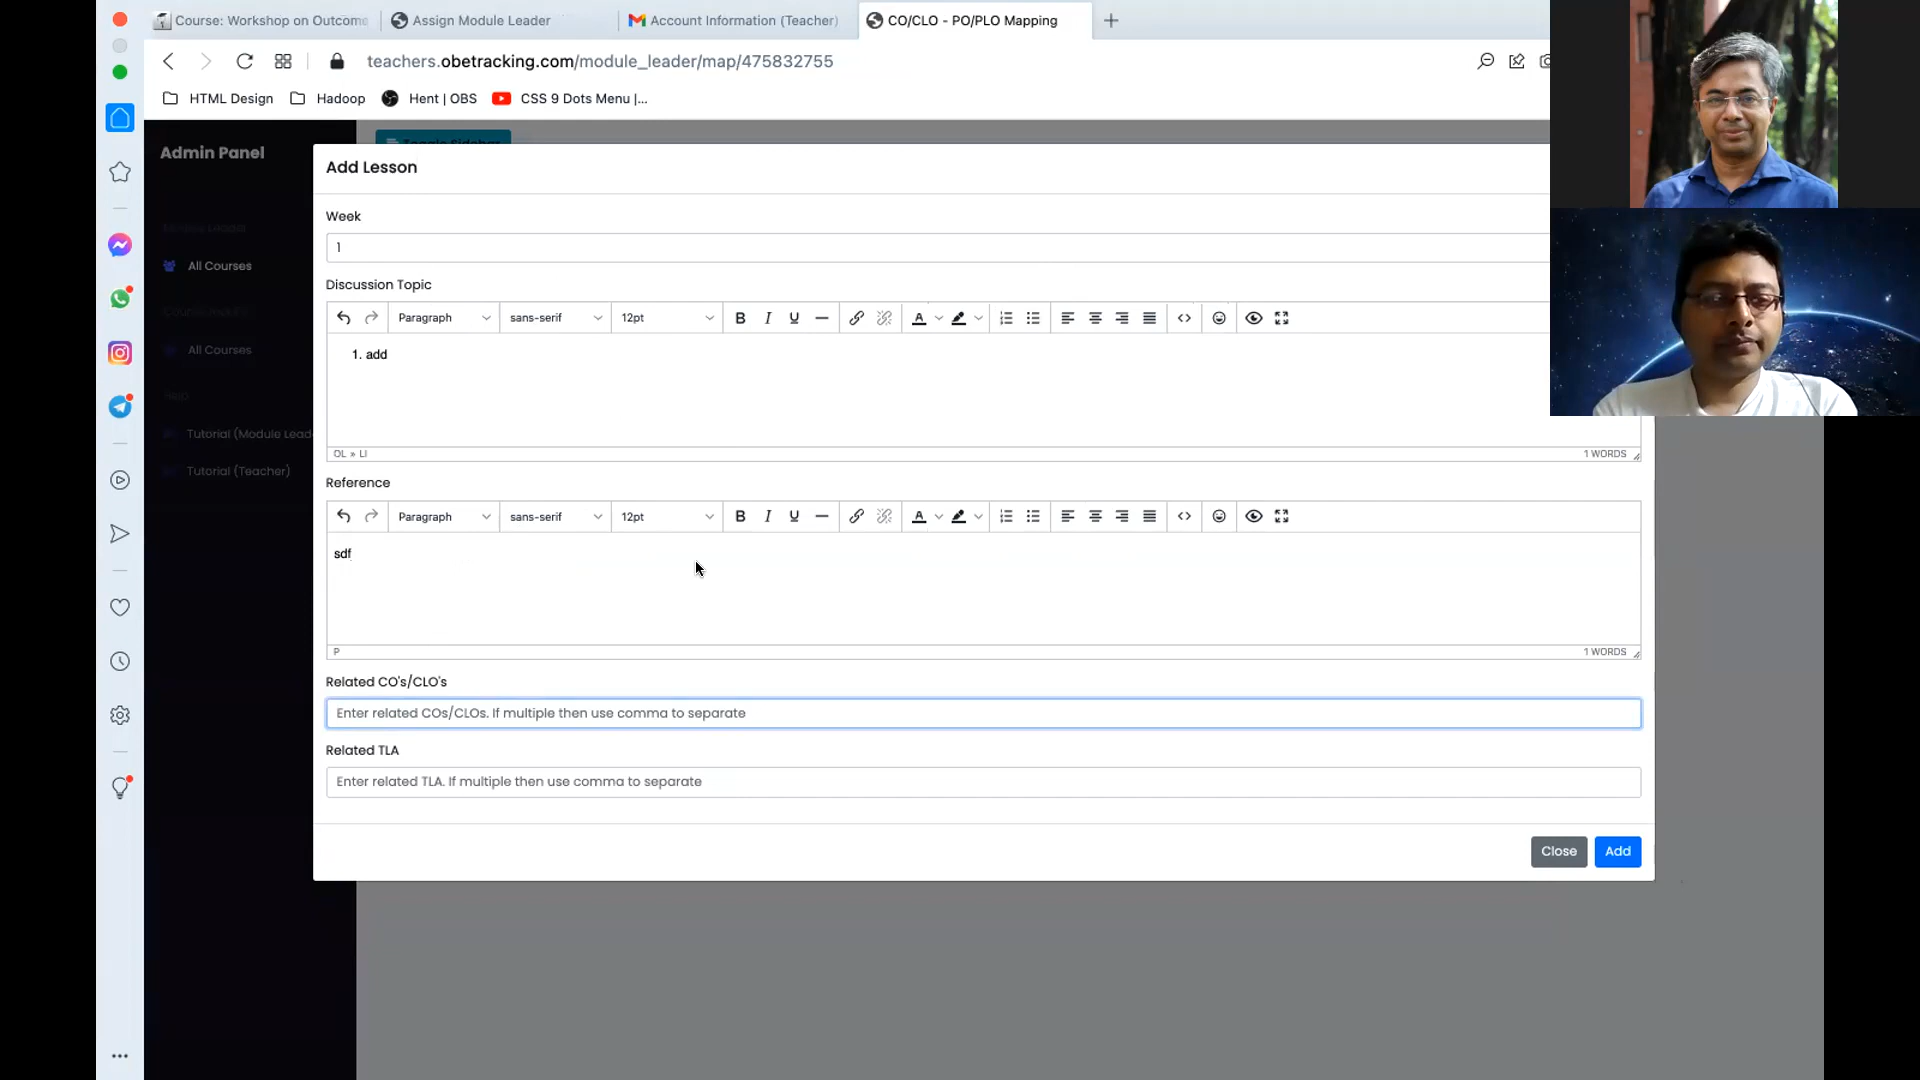 Course: Workshop on Outcome
Assign Module Leader
Account Information (Teacher)
CO/CLO - PO/PLO Mapping
teachers.obetracking.com/module_leader/map/475832755
HTML Design
Hadoop
Hent | OBS
CSS 9 Dots Menu |...
Admin Panel
Toggle Sidebar
All Courses
All Courses
Help
Tutorial (Module Lead
Tutorial (Teacher)
Add Lesson
Week
1
Discussion Topic
Paragraph sans-serif 12pt B I U A
1. add
OL » LI 1 WORDS
Reference
Paragraph sans-serif 12pt B I U A
sdf
P 1 WORDS
Related CO's/CLO's
Enter related COs/CLOs. If multiple then use comma to separate
Related TLA
Enter related TLA. If multiple then use comma to separate
Close Add